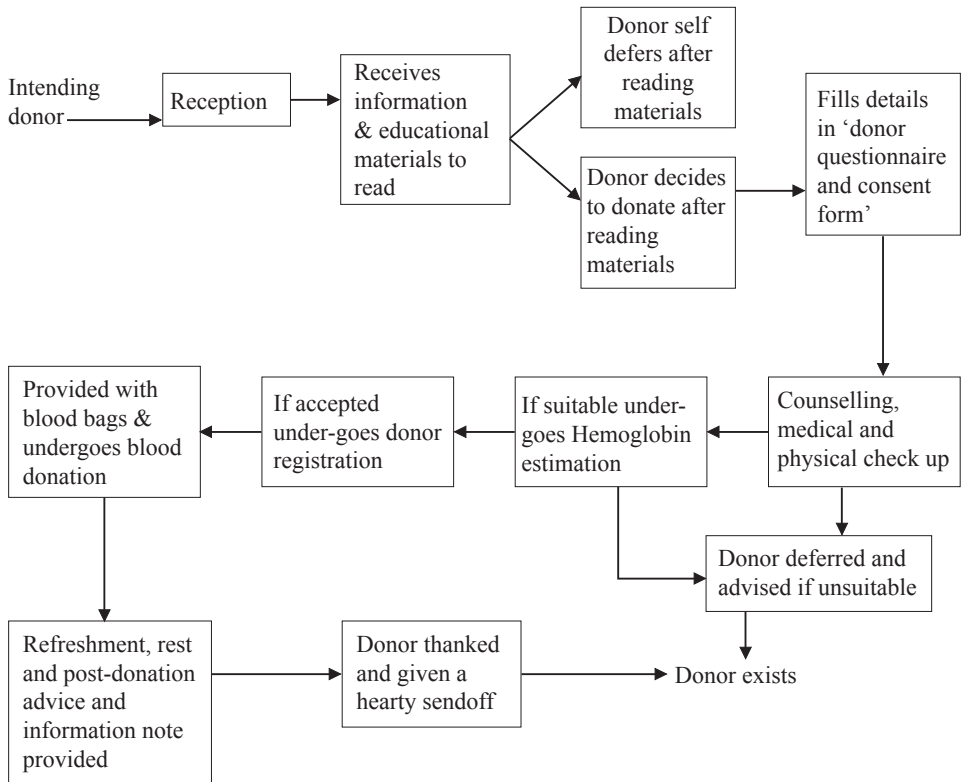 Intending
donor
Reception
Receives
information
& educational
materials to
read
Donor self
defers after
reading
materials
Donor decides
to donate after
reading
materials
Fills details
in ‘donor
questionnaire
and consent
form’
Counselling,
medical and
physical check up
If suitable under-
goes Hemoglobin
estimation
If accepted
under-goes donor
registration
Provided with
blood bags &
undergoes blood
donation
Donor deferred and
advised if unsuitable
Refreshment, rest
and post-donation
advice and
information note
provided
Donor thanked
and given a
hearty sendoff
Donor exists